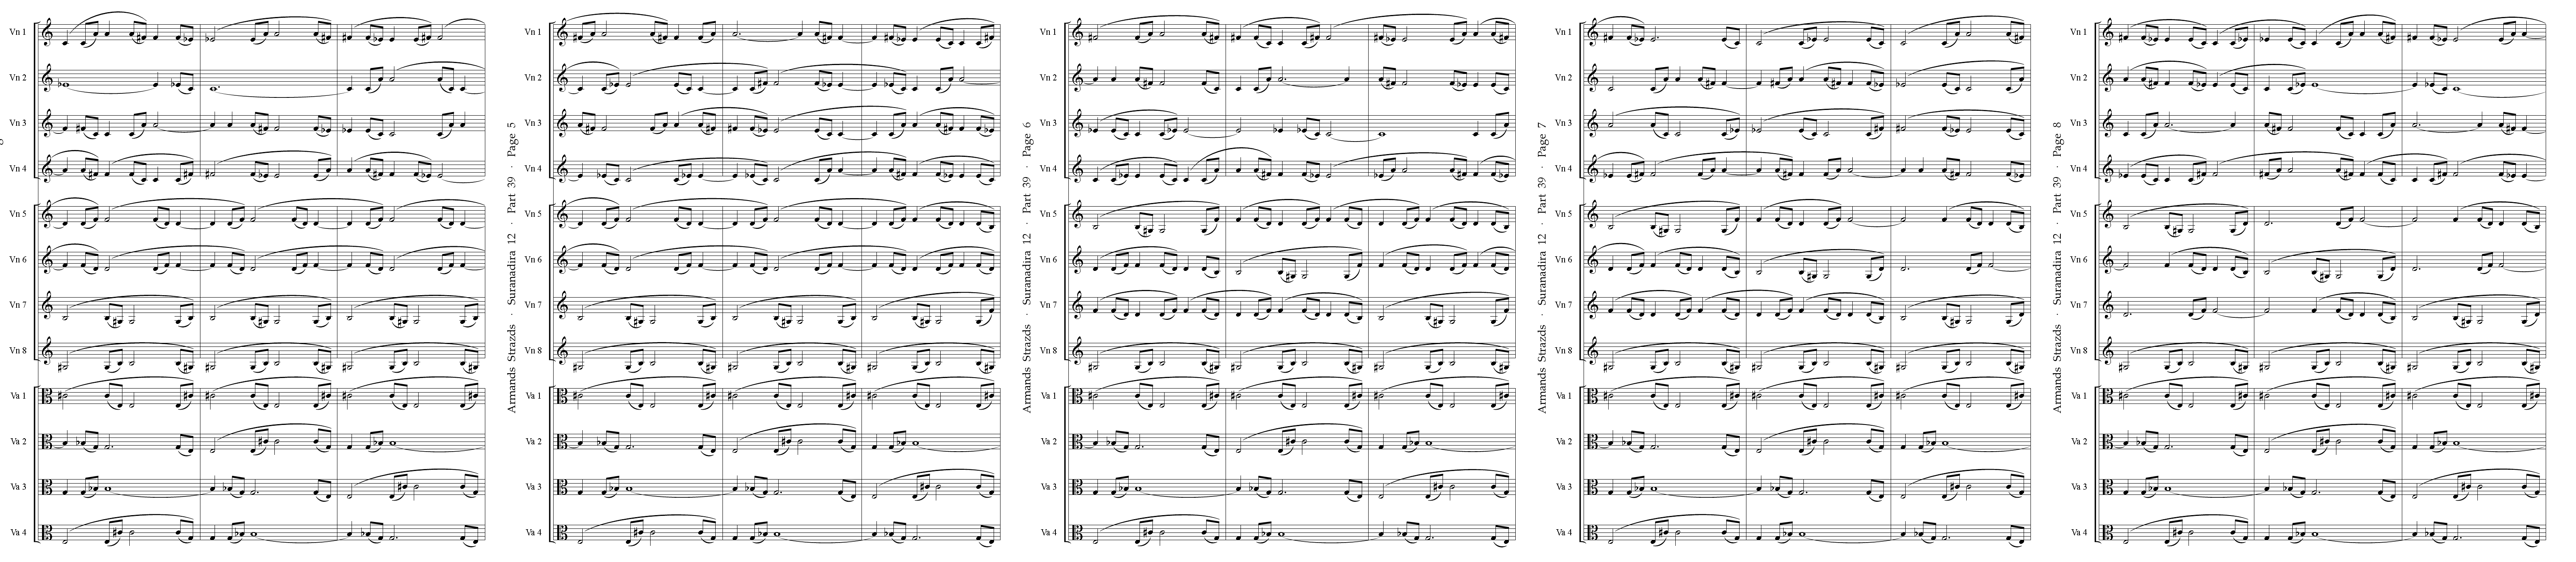 Vn 1
Vn 2
Vn 3
Vn 4
Vn 5
Vn 6
Vn 7
Vn 8
Va 1
Va 2
Va 3
Va 4
Armands Strazds · Suranadira 12 · Part 39 · Page 5
Vn 1
Vn 2
Vn 3
Vn 4
Vn 5
Vn 6
Vn 7
Vn 8
Va 1
Va 2
Va 3
Va 4
Armands Strazds · Suranadira 12 · Part 39 · Page 6
Vn 1
Vn 2
Vn 3
Vn 4
Vn 5
Vn 6
Vn 7
Vn 8
Va 1
Va 2
Va 3
Va 4
Armands Strazds · Suranadira 12 · Part 39 · Page 7
Vn 1
Vn 2
Vn 3
Vn 4
Vn 5
Vn 6
Vn 7
Vn 8
Va 1
Va 2
Va 3
Va 4
Armands Strazds · Suranadira 12 · Part 39 · Page 8
Vn 1
Vn 2
Vn 3
Vn 4
Vn 5
Vn 6
Vn 7
Vn 8
Va 1
Va 2
Va 3
Va 4